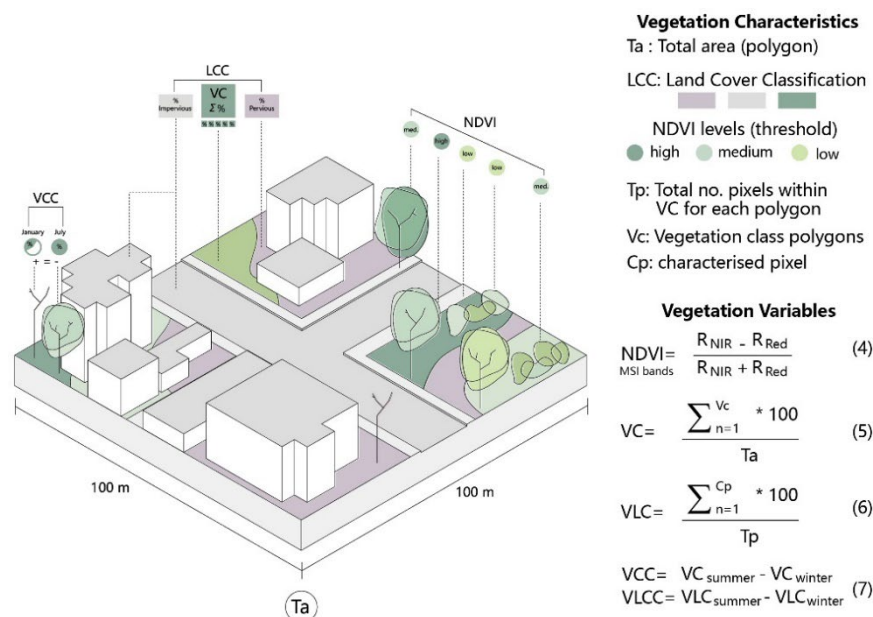 LCC
%
Impervious
VC
Σ%
% % % % %
%
Pervious
NDVI
med.
high
low
low
med.
VCC
January
July
%
%
+ = -
100 m
100 m
Ta
Vegetation Characteristics
Ta : Total area (polygon)
LCC: Land Cover Classification
NDVI levels (threshold)
high
medium
low
Tp: Total no. pixels within
VC for each polygon
Vc: Vegetation class polygons
Cp: characterised pixel
Vegetation Variables
NDVI= R NIR - R Red
MSI bands
R NIR + R Red
(4)
VC= ∑ Vc n=1 * 100
Ta
(5)
VLC= ∑ Cp n=1 * 100
Tp
(6)
VCC= VC summer - VC winter
VLCC= VLC summer - VLC winter
(7)